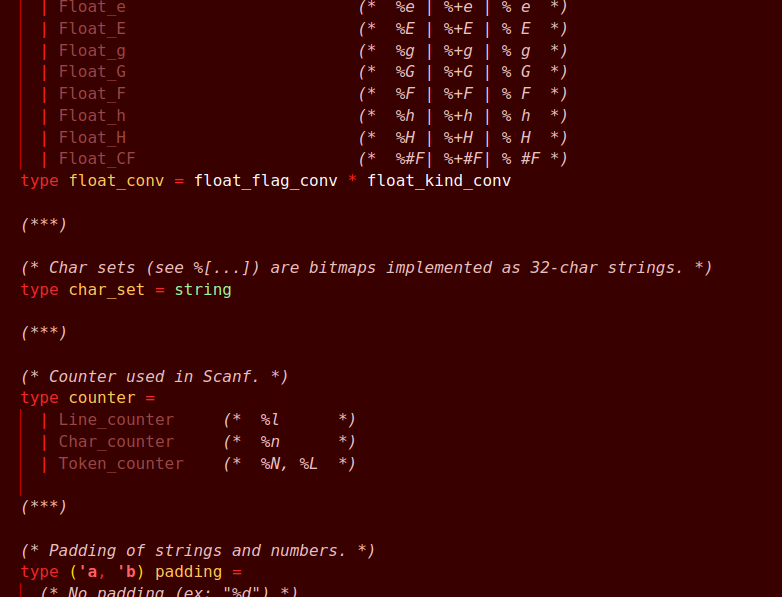 | Float_e                        (*  %e | %+e | % e  *)
| Float_E                        (*  %E | %+E | % E  *)
| Float_g                        (*  %g | %+g | % g  *)
| Float_G                        (*  %G | %+G | % G  *)
| Float_F                        (*  %F | %+F | % F  *)
| Float_h                        (*  %h | %+h | % h  *)
| Float_H                        (*  %H | %+H | % H  *)
| Float_CF                       (*  %#F| %+#F| % #F *)
type float_conv = float_flag_conv * float_kind_conv
(***)
(* Char sets (see %[...]) are bitmaps implemented as 32-char strings. *)
type char_set = string
(***)
(* Counter used in Scanf. *)
type counter =
| Line_counter     (*  %l      *)
| Char_counter     (*  %n      *)
| Token_counter    (*  %N, %L  *)
(***)
(* Padding of strings and numbers. *)
type ('a, 'b) padding =
(* No padding (ex: "%d") *)